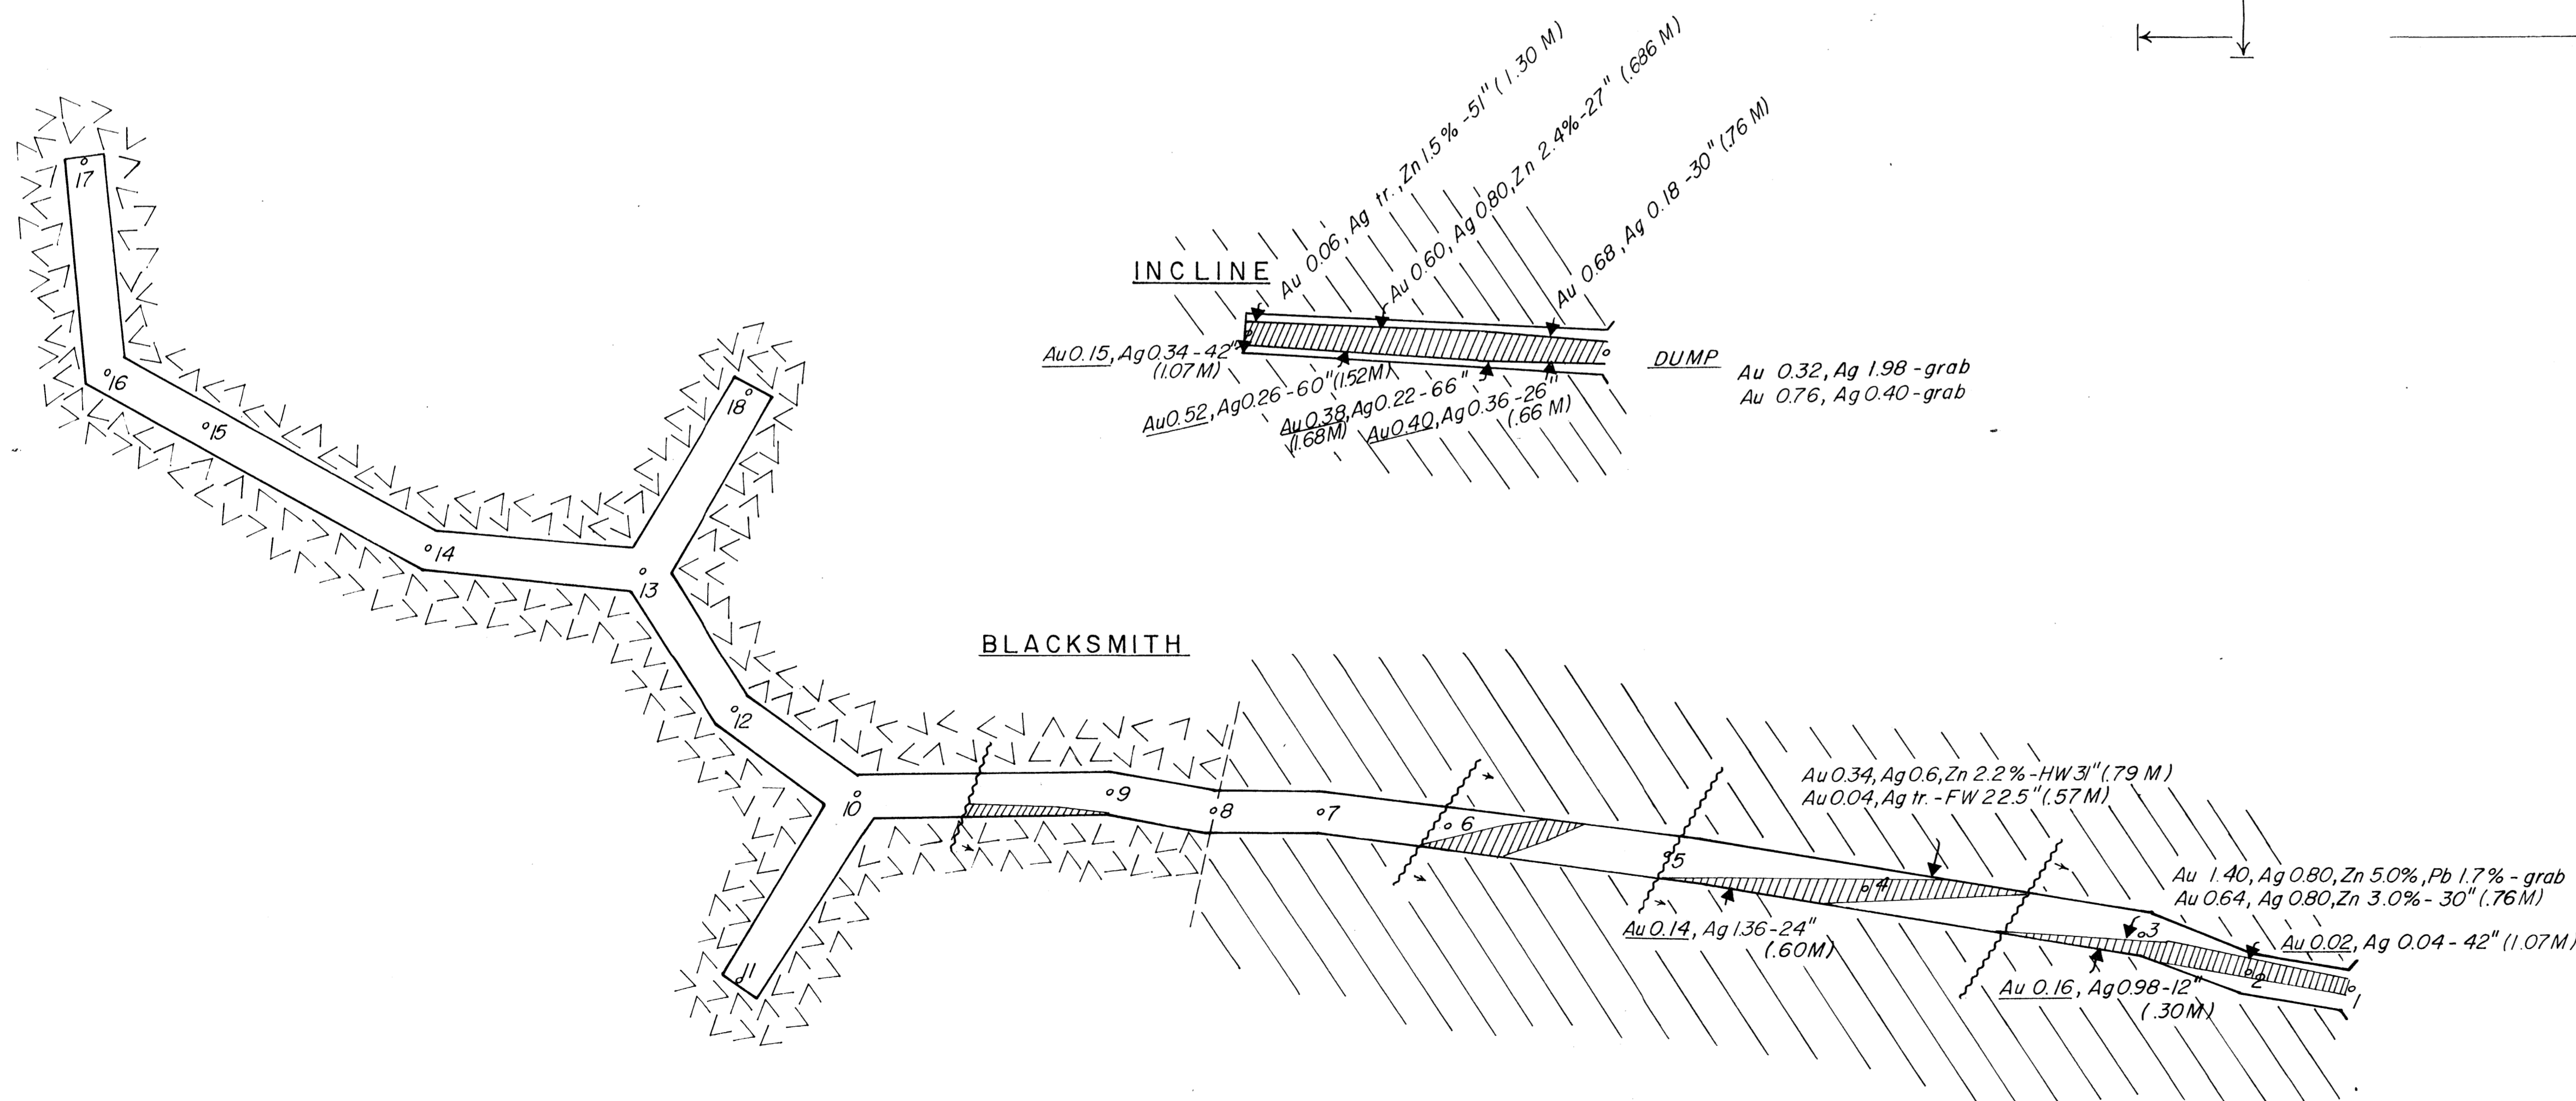 Au 0.06, Ag tr., Zn 1.5% -51" (1.30 M)
Au 0.60, Ag 0.80, Zn 2.4% -27" (.686 M)
Au 0.68, Ag 0.18 -30" (.76 M)
INCLINE
Au 0.15, Ag 0.34 - 42"
(1.07M)
Au 0.52, Ag 0.26 - 60" (1.52M)
Au 0.38, Ag 0.22 - 66"
(1.68M)
Au 0.40, Ag 0.36 - 26"
(.66 M)
DUMP
Au 0.32, Ag 1.98 - grab
Au 0.76, Ag 0.40 - grab
17
16
15
18
14
13
BLACKSMITH
12
10
9
8
7
6
5
4
11
Au 0.34, Ag 0.6, Zn 2.2% - HW 31" (.79 M)
Au 0.04, Ag tr. - FW 22.5" (.57 M)
Au 1.40, Ag 0.80, Zn 5.0%, Pb 1.7% - grab
Au 0.64, Ag 0.80, Zn 3.0% - 30" (.76 M)
Au 0.14, Ag 1.36 - 24"
(.60M)
3
Au 0.02, Ag 0.04 - 42" (1.07M)
2
1
Au 0.16, Ag 0.98 - 12"
(.30M)